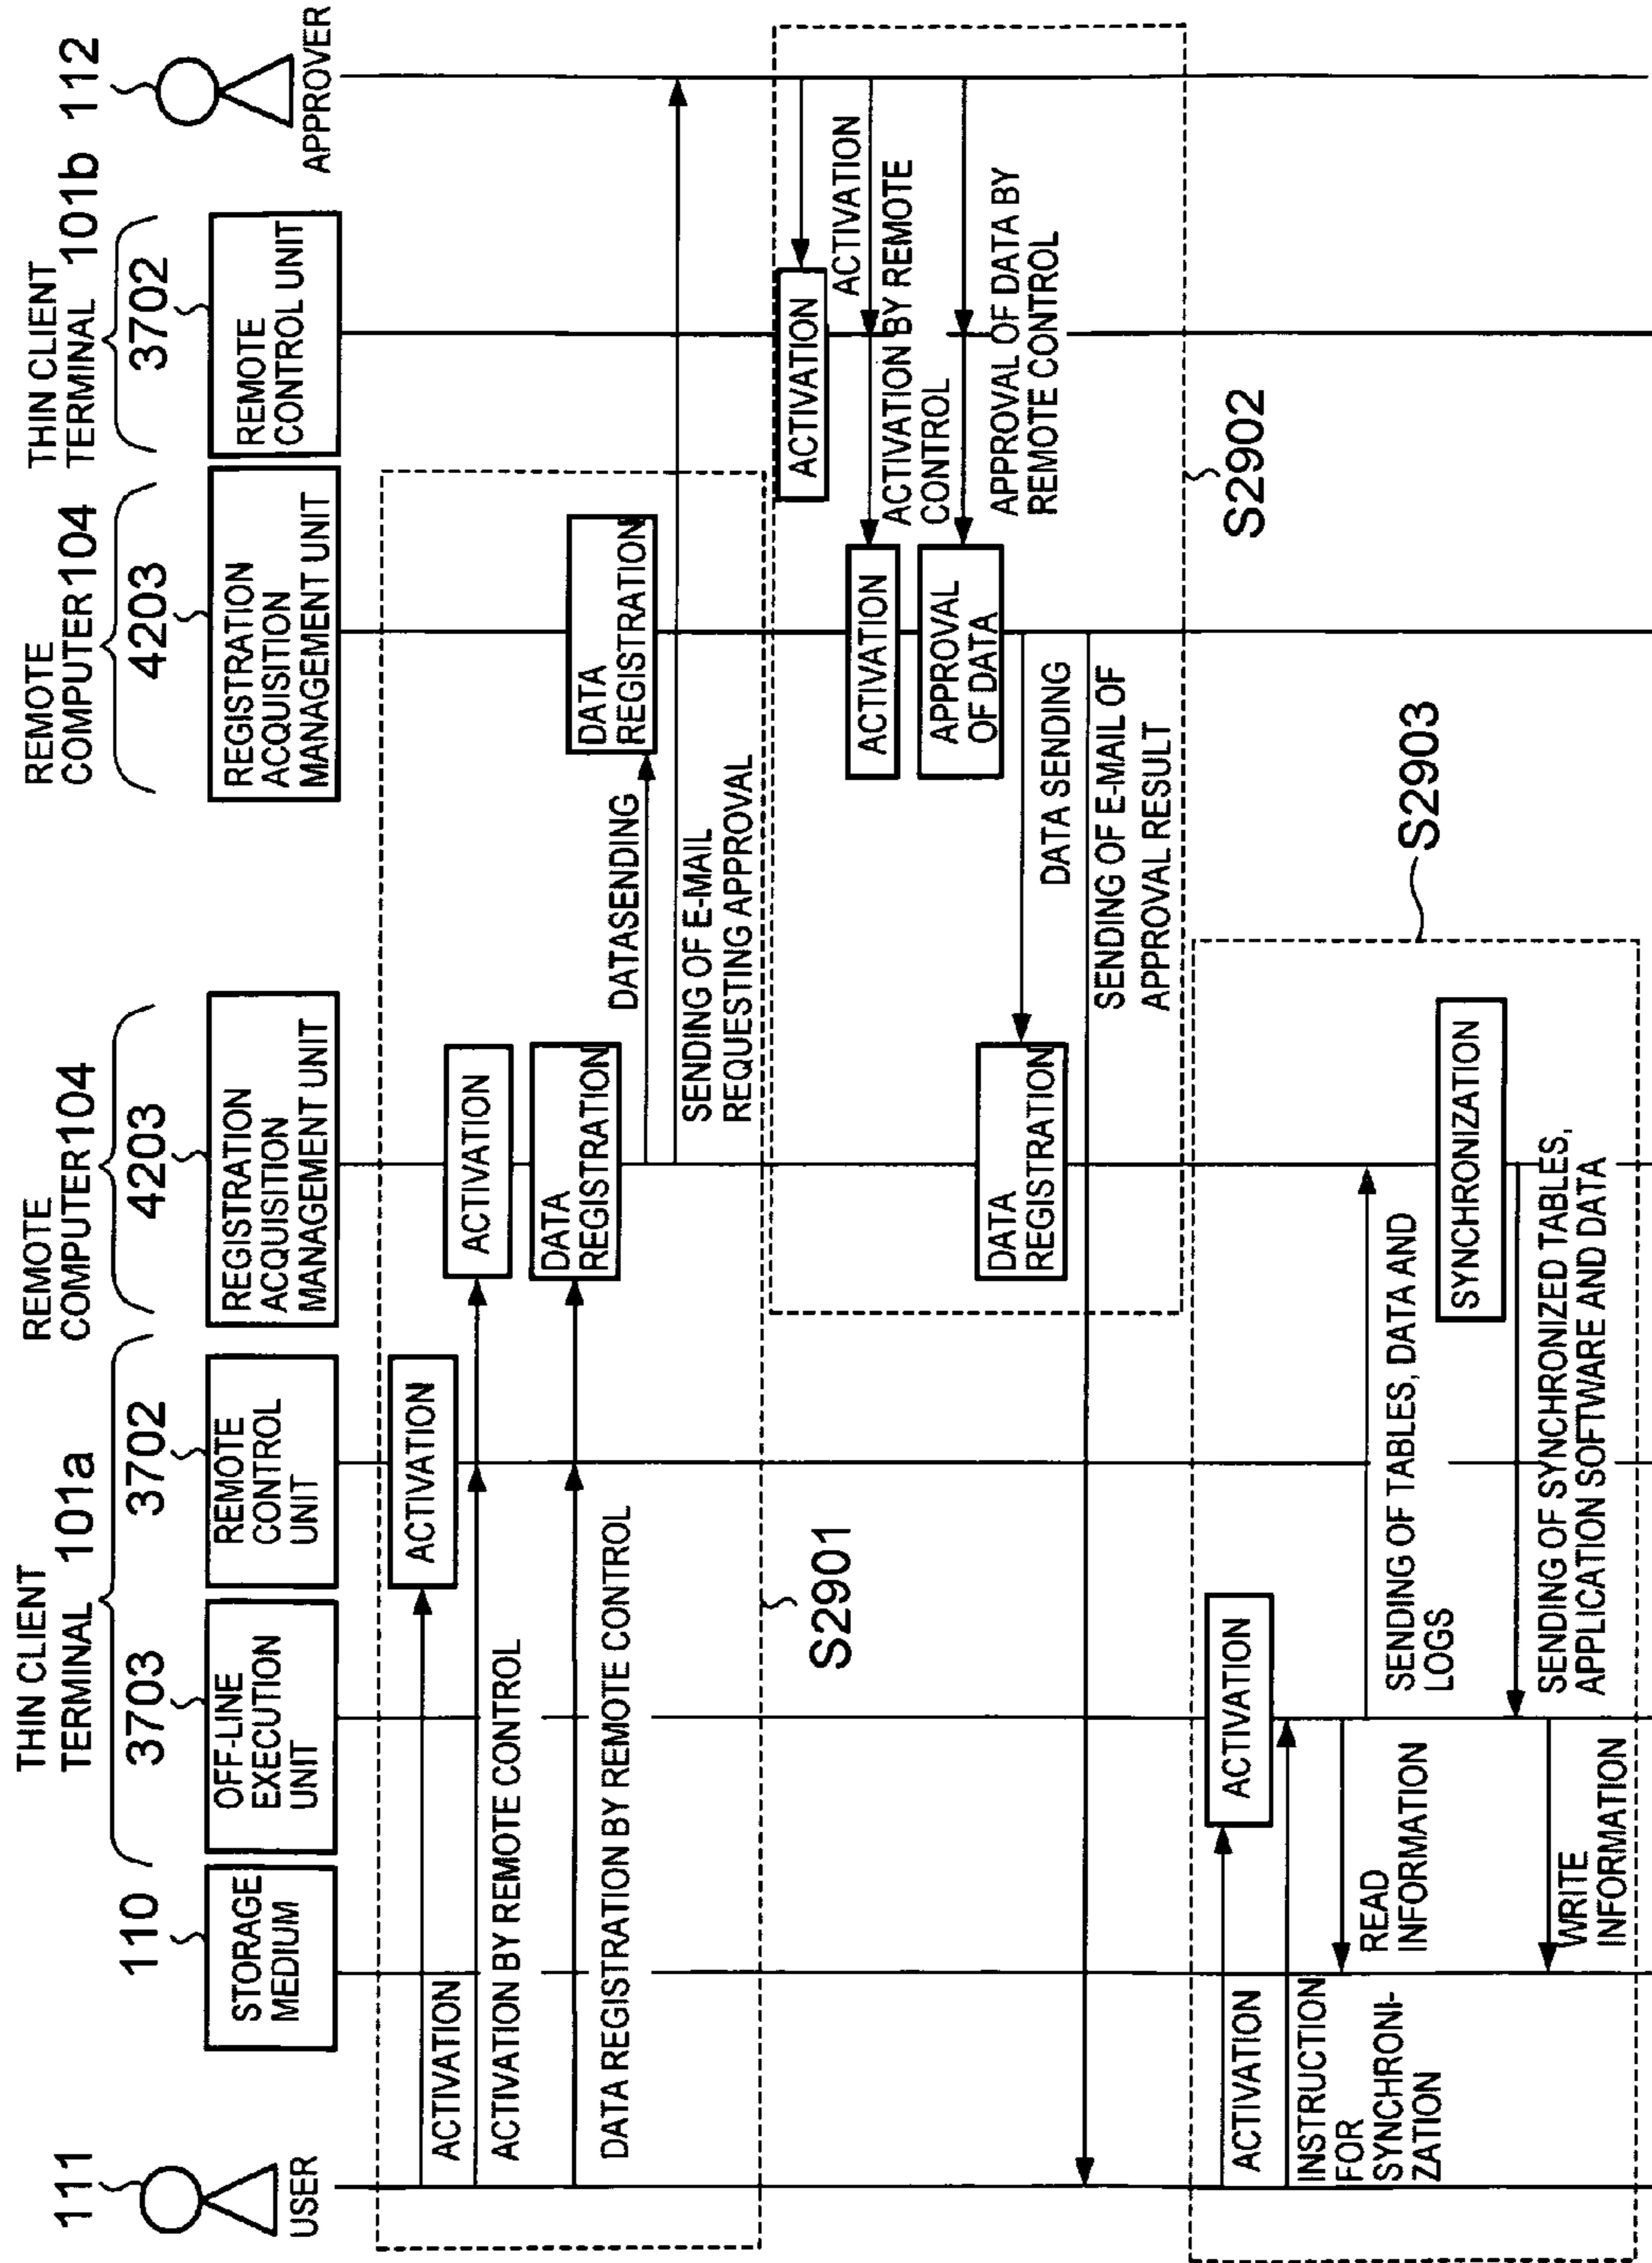 111
USER
110
STORAGE
MEDIUM
THIN CLIENT
TERMINAL 101a
3703
OFF-LINE
EXECUTION
UNIT
3702
REMOTE
CONTROL
UNIT
REMOTE
COMPUTER 104
4203
REGISTRATION
ACQUISITION
MANAGEMENT UNIT
REMOTE
COMPUTER 104
4203
REGISTRATION
ACQUISITION
MANAGEMENT UNIT
THIN CLIENT
TERMINAL 101b
3702
REMOTE
CONTROL UNIT
112
APPROVER
ACTIVATION
ACTIVATION
ACTIVATION BY REMOTE CONTROL
ACTIVATION
DATA REGISTRATION BY REMOTE CONTROL
DATA
REGISTRATION
DATASENDING
DATA
REGISTRATION
SENDING OF E-MAIL
REQUESTING APPROVAL
S2901
ACTIVATION
ACTIVATION
ACTIVATION BY REMOTE
CONTROL
ACTIVATION
APPROVAL OF DATA BY
REMOTE CONTROL
APPROVAL
OF DATA
DATA SENDING
DATA
REGISTRATION
SENDING OF E-MAIL OF
APPROVAL RESULT
S2902
S2903
ACTIVATION
ACTIVATION
INSTRUCTION
FOR
SYNCHRONI-
ZATION
READ
INFORMATION
SENDING OF TABLES, DATA AND
LOGS
SYNCHRONIZATION
SENDING OF SYNCHRONIZED TABLES,
APPLICATION SOFTWARE AND DATA
WRITE
INFORMATION